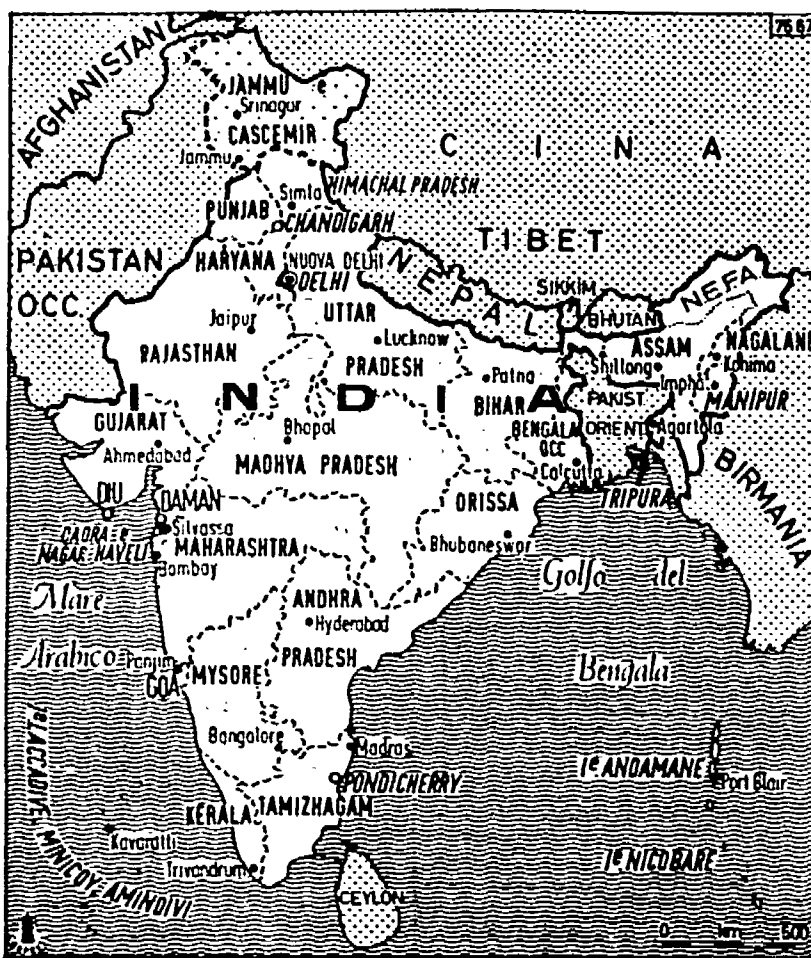 7567
AFGHANISTAN
JAMMU e
Srinagar
CASCEMIR
Jammu
C I N A
HIMACHAL PRADESH
Simla
PUNJAB
CHANDIGARH
TIBET
PAKISTAN
OCC.
HARYANA
NUOVA DELHI
DELHI
NEPAL
SIKKIM
BHUTAN
NEFA
UTTAR
PRADESH
Jaipur
Lucknow
RAJASTHAN
ASSAM
NAGALAND
Shillong
Kohima
Patna
Imphal
MANIPUR
INDIA
BIHAR
PAKIST.
ORIENT.
GUJARAT
Bhopal
BENGALA
OCC
Agartala
Ahmedabad
MADHYA PRADESH
Calcutta
BIRMANIA
DIU
DAMAN
ORISSA
TRIPURA
Silvassa
DADRA e
NAGAR-HAVELI
MAHARASHTRA
Bhubaneswar
Bombay
Golfo del
Bengala
Mare
Arabico
ANDHRA
PRADESH
Hyderabad
Panjim
GOA
MYSORE
Bangalore
Madras
Iᵉ ANDAMANE
Port Blair
PONDICHERRY
KERALA
TAMIZHAGAM
Iᵉ LACCADIVE,
MINICOY-AMINDIVI
Kavaratti
Iᵉ NICOBARE
Trivandrum
CEYLON
0 km 500